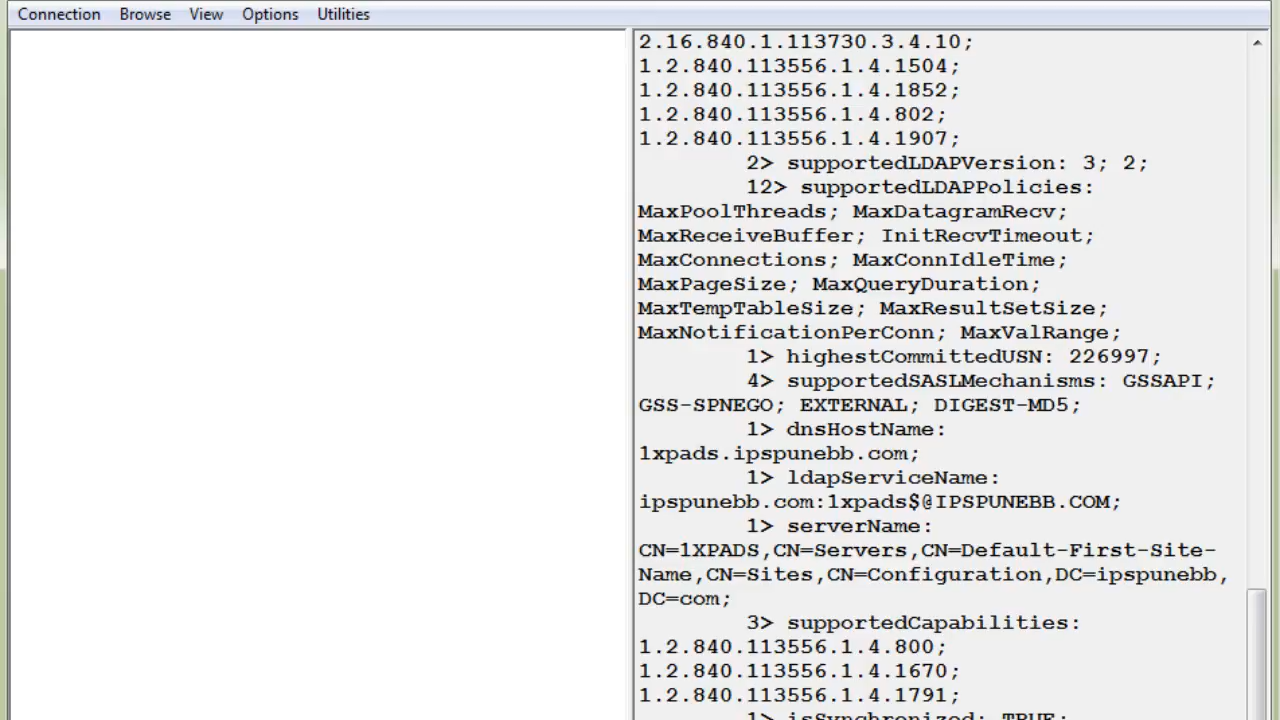 Connection Browse View Options Utilities
2.16.840.1.113730.3.4.10;
1.2.840.113556.1.4.1504;
1.2.840.113556.1.4.1852;
1.2.840.113556.1.4.802;
1.2.840.113556.1.4.1907;
2> supportedLDAPVersion: 3; 2;
12> supportedLDAPPolicies:
MaxPoolThreads; MaxDatagramRecv;
MaxReceiveBuffer; InitRecvTimeout;
MaxConnections; MaxConnIdleTime;
MaxPageSize; MaxQueryDuration;
MaxTempTableSize; MaxResultSetSize;
MaxNotificationPerConn; MaxValRange;
1> highestCommittedUSN: 226997;
4> supportedSASLMechanisms: GSSAPI;
GSS-SPNEGO; EXTERNAL; DIGEST-MD5;
1> dnsHostName:
1xpads.ipspunebb.com;
1> ldapServiceName:
ipspunebb.com:1xpads$@IPSPUNEBB.COM;
1> serverName:
CN=1XPADS,CN=Servers,CN=Default-First-Site-
Name,CN=Sites,CN=Configuration,DC=ipspunebb,
DC=com;
3> supportedCapabilities:
1.2.840.113556.1.4.800;
1.2.840.113556.1.4.1670;
1.2.840.113556.1.4.1791;
1> isSynchronized: TRUE;